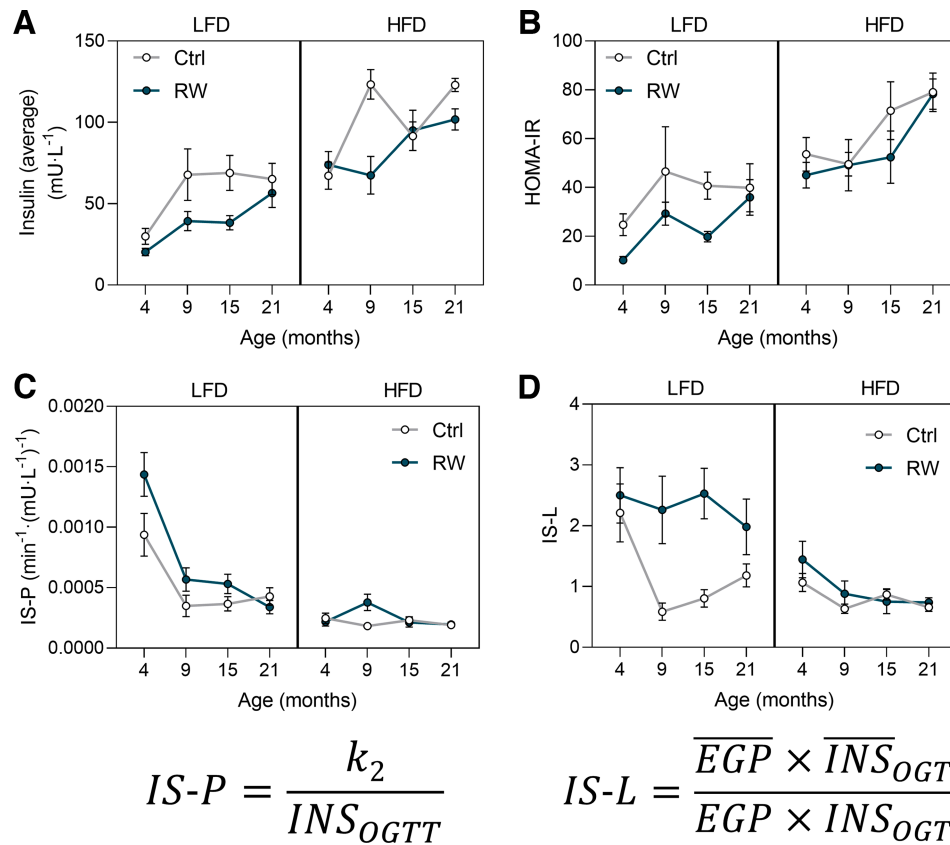 A
LFD
HFD
Insulin (average)
(mU·L⁻¹)
150
100
50
0
Ctrl
RW
4 9 15 21 4 9 15 21
Age (months)
B
LFD
HFD
HOMA-IR
100
80
60
40
20
0
Ctrl
RW
4 9 15 21 4 9 15 21
Age (months)
C
LFD
HFD
IS-P (min⁻¹·(mU·L⁻¹)⁻¹)
0.0020
0.0015
0.0010
0.0005
0.0000
Ctrl
RW
4 9 15 21 4 9 15 21
Age (months)
D
LFD
HFD
IS-L
4
3
2
1
0
Ctrl
RW
4 9 15 21 4 9 15 21
Age (months)
IS-P = k₂ / INS_OGTT
IS-L = E̅G̅P̅ × I̅N̅S̅_OGT / EGP × INS_OGT